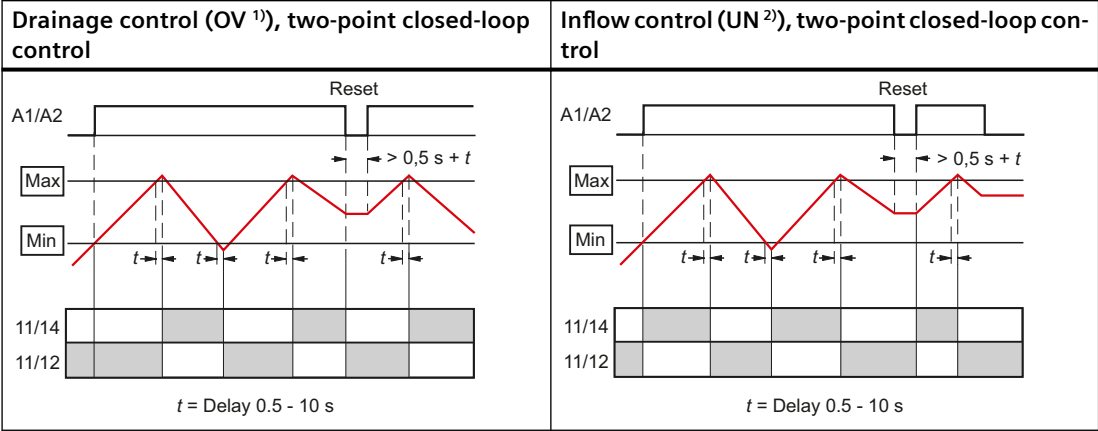 Drainage control (OV 1)), two-point closed-loop
control
Inflow control (UN 2)), two-point closed-loop con-
trol
Reset
A1/A2
> 0,5 s + t
Max
Min
t t t t
11/14
11/12
t = Delay 0.5 - 10 s
Reset
A1/A2
> 0,5 s + t
Max
Min
t t t t
11/14
11/12
t = Delay 0.5 - 10 s